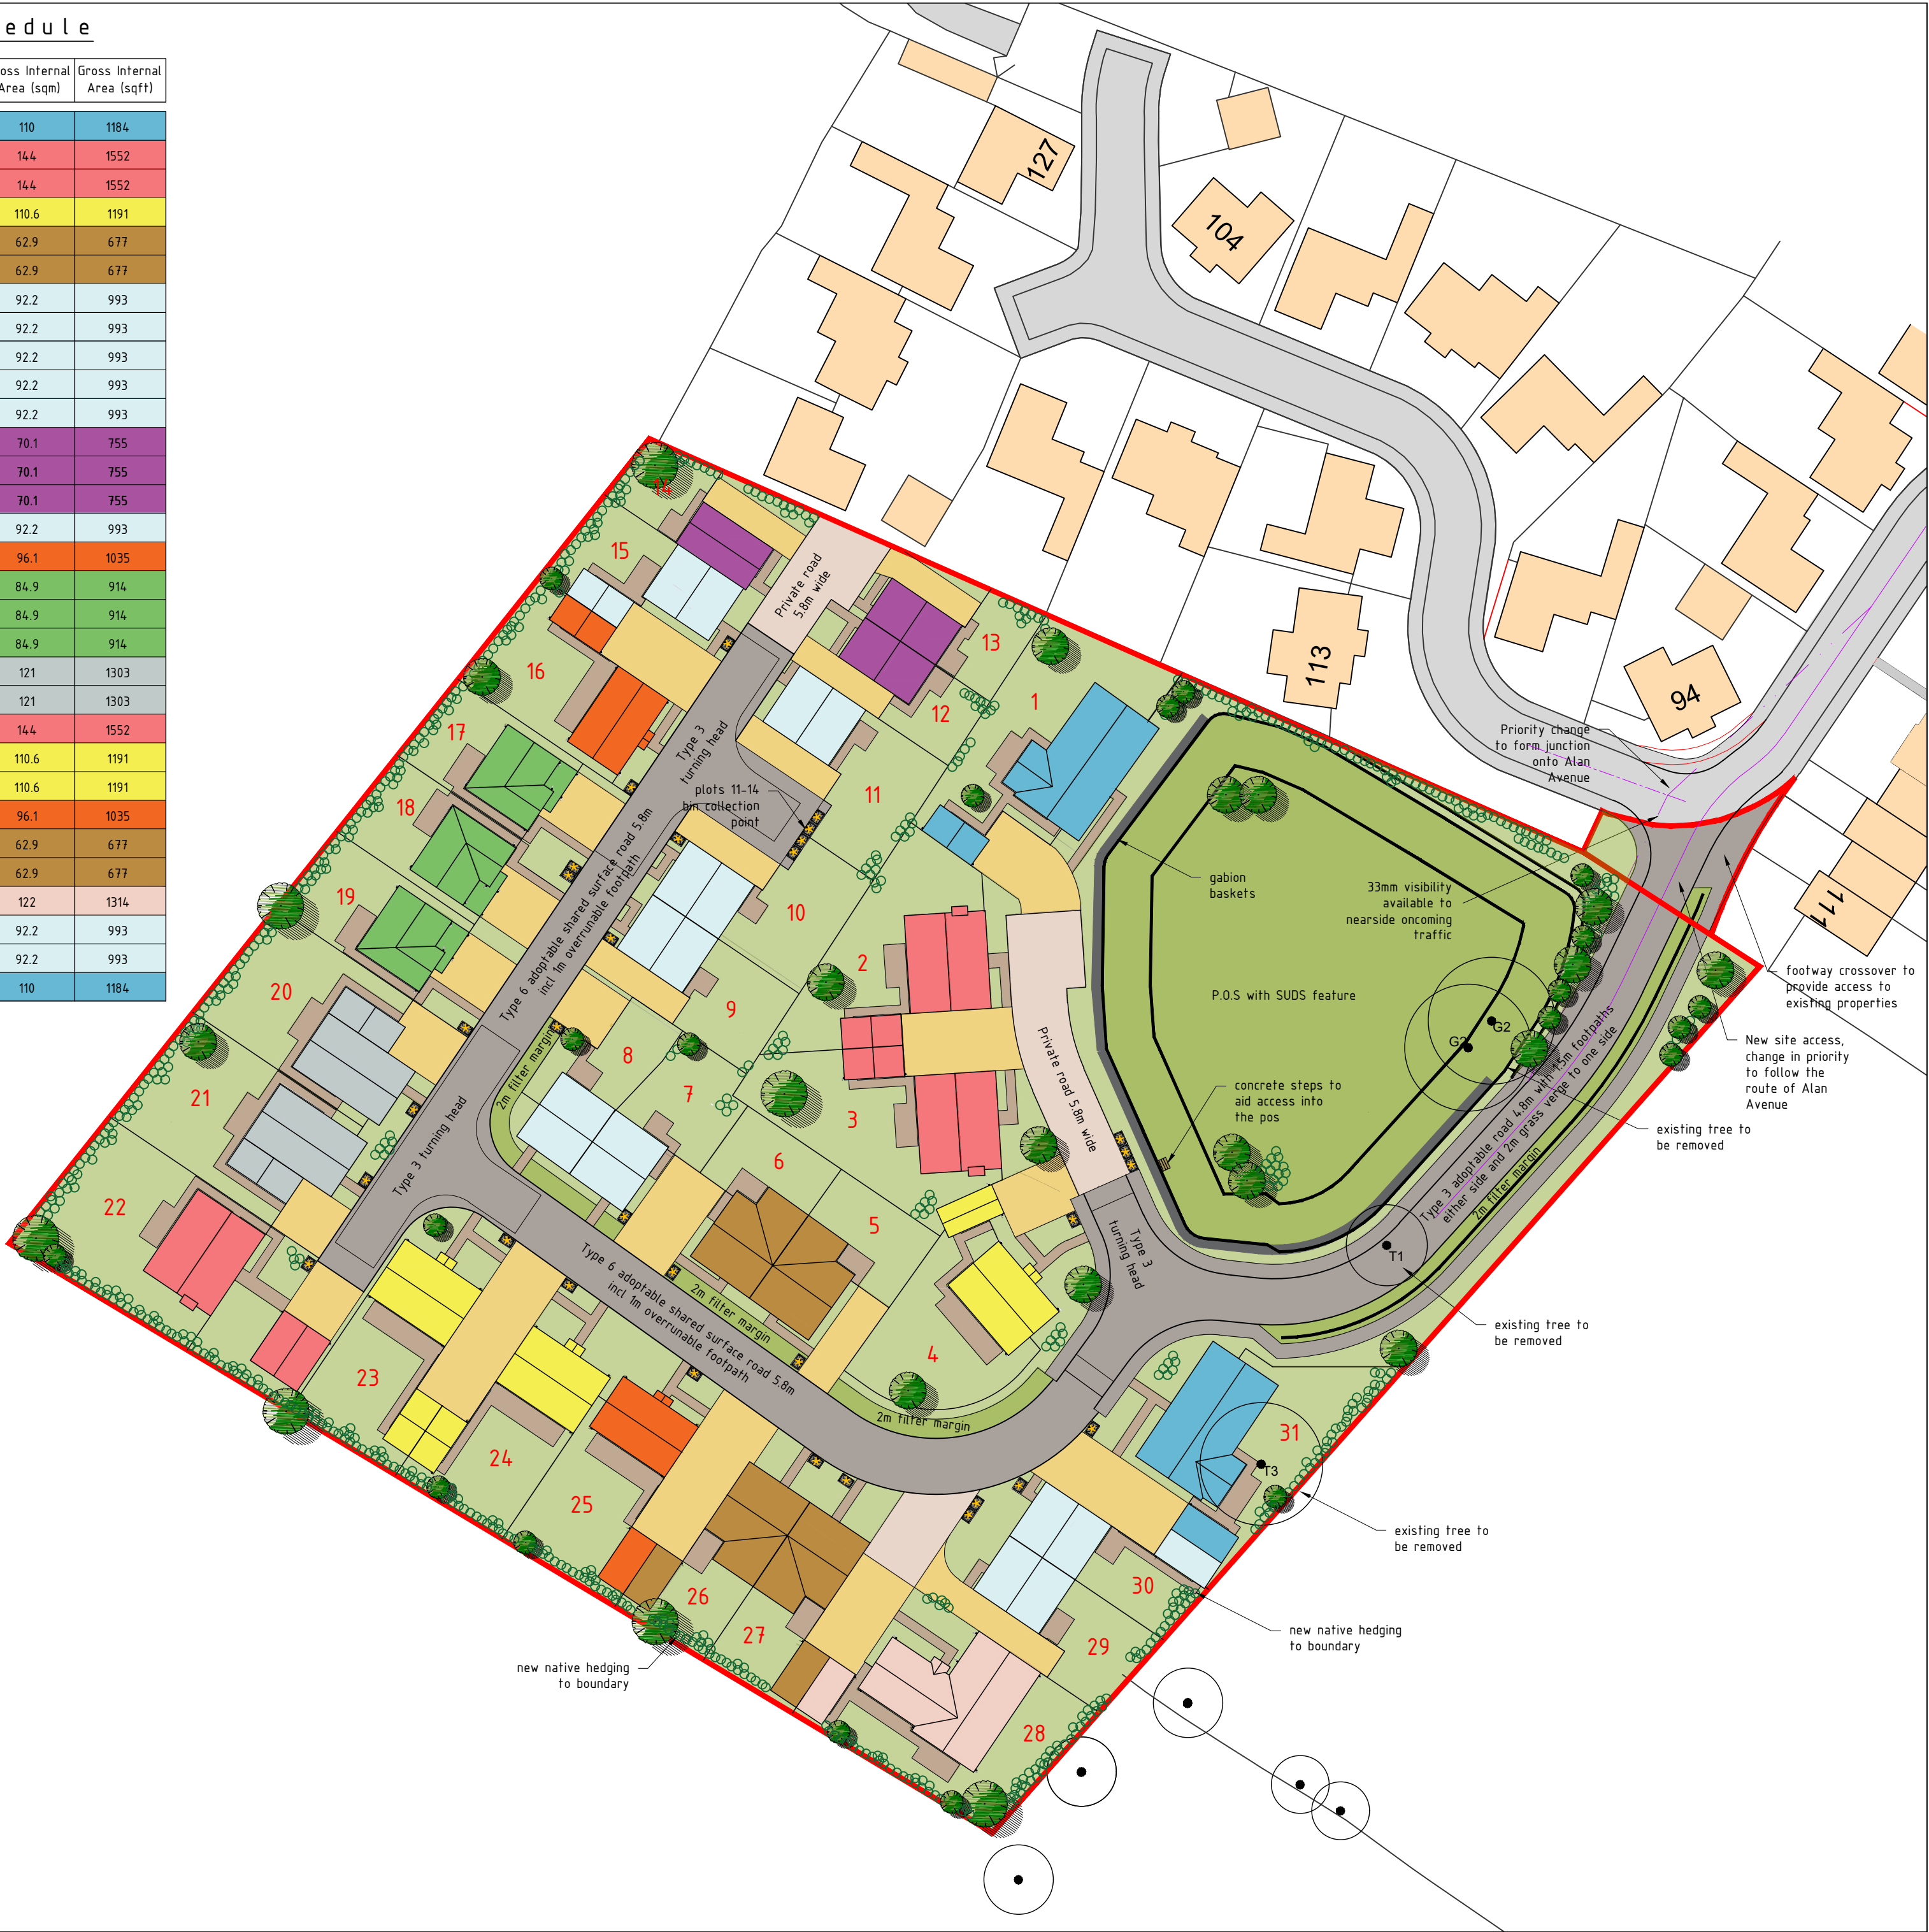 edule
oss Internal Gross Internal
Area (sqm) Area (sqft)
110 1184
144 1552
144 1552
110.6 1191
62.9 677
62.9 677
92.2 993
92.2 993
92.2 993
92.2 993
92.2 993
70.1 755
70.1 755
70.1 755
92.2 993
96.1 1035
84.9 914
84.9 914
84.9 914
121 1303
121 1303
144 1552
110.6 1191
110.6 1191
96.1 1035
62.9 677
62.9 677
122 1314
92.2 993
92.2 993
110 1184
127
104
113
94
111
14
15
16
17
18
19
20
21
22
13
12
11
10
9
8
7
6
5
4
3
2
1
23
24
25
26
27
28
29
30
31
Private road
5.8m wide
Type 3
turning head
plots 11-14
bin collection
point
Type 6 adoptable shared surface road 5.8m
incl 1m overrunable footpath
2m filter margin
Type 3 turning head
Type 6 adoptable shared surface road 5.8m
incl 1m overrunable footpath
2m filter margin
2m filter margin
Private road 5.8m wide
Type 3
turning head
gabion
baskets
33mm visibility
available to
nearside oncoming
traffic
P.O.S with SUDS feature
G2
G2
concrete steps to
aid access into
the pos
Priority change
to form junction
onto Alan
Avenue
footway crossover to
provide access to
existing properties
New site access,
change in priority
to follow the
route of Alan
Avenue
existing tree to
be removed
Type 3 adoptable road 4.8m with 1.5m footpaths
either side and 2m grass verge to one side
2m filter margin
T1
existing tree to
be removed
T3
existing tree to
be removed
new native hedging
to boundary
new native hedging
to boundary